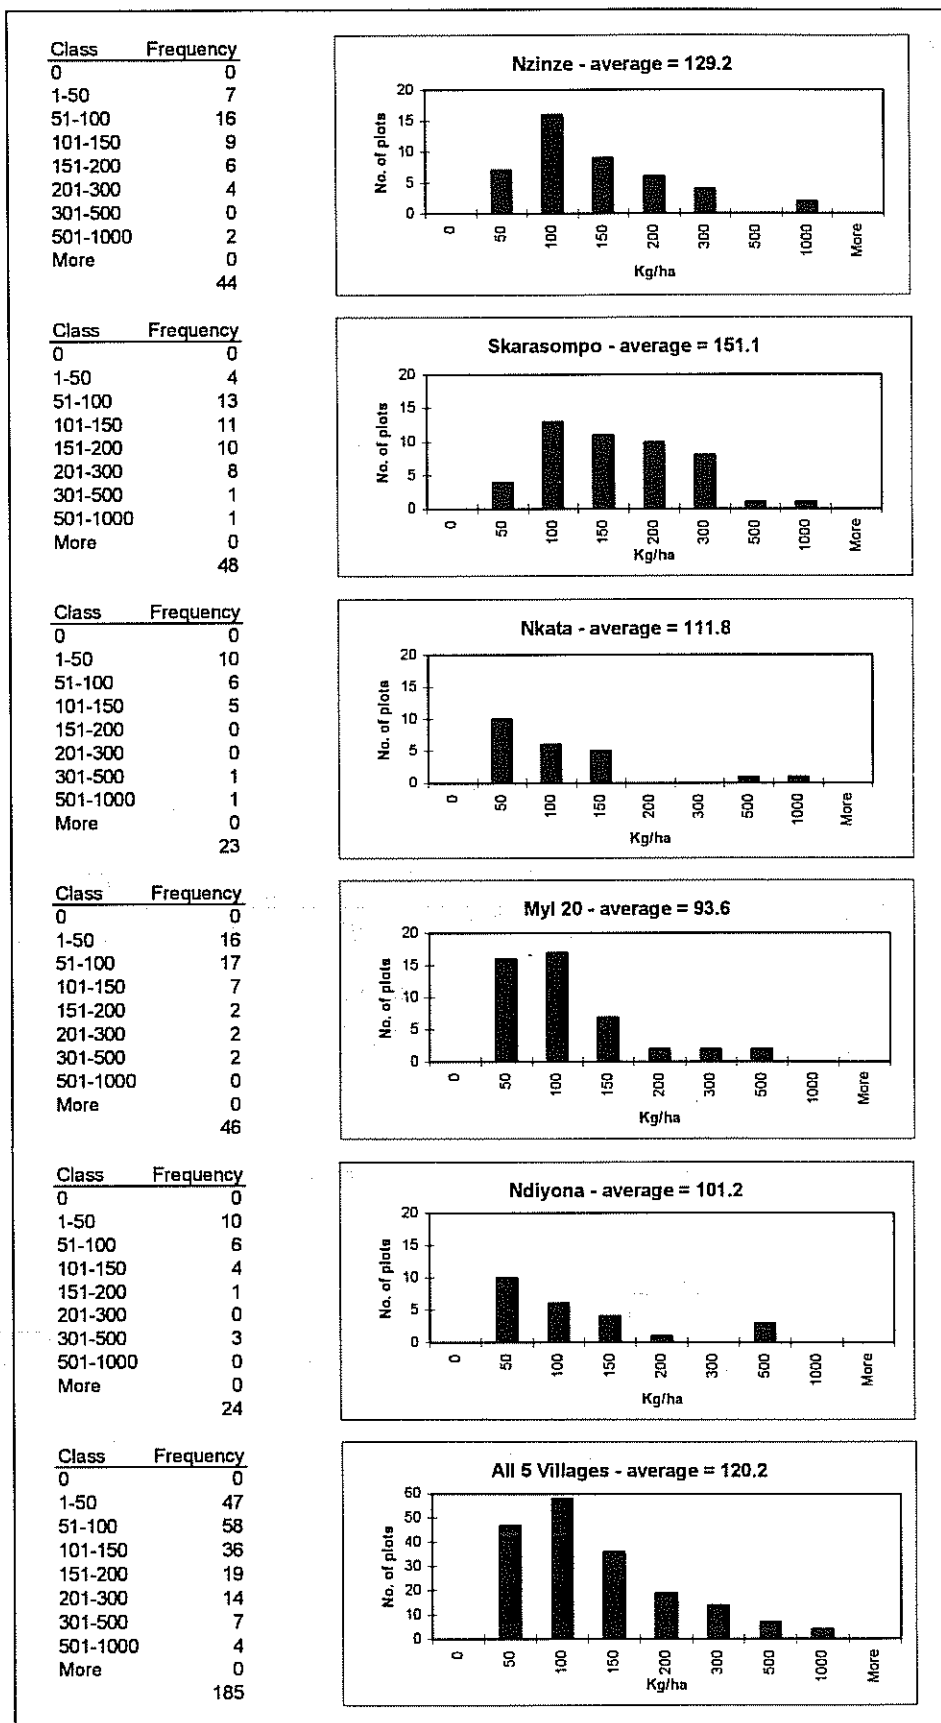 Class Frequency
0 0
1-50 7
51-100 16
101-150 9
151-200 6
201-300 4
301-500 0
501-1000 2
More 0
44
Nzinze - average = 129.2
No. of plots
20
15
10
5
0
0 50 100 150 200 300 500 1000 More
Kg/ha
Class Frequency
0 0
1-50 4
51-100 13
101-150 11
151-200 10
201-300 8
301-500 1
501-1000 1
More 0
48
Skarasompo - average = 151.1
No. of plots
20
15
10
5
0
0 50 100 150 200 300 500 1000 More
Kg/ha
Class Frequency
0 0
1-50 10
51-100 6
101-150 5
151-200 0
201-300 0
301-500 1
501-1000 1
More 0
23
Nkata - average = 111.8
No. of plots
20
15
10
5
0
0 50 100 150 200 300 500 1000 More
Kg/ha
Class Frequency
0 0
1-50 16
51-100 17
101-150 7
151-200 2
201-300 2
301-500 2
501-1000 0
More 0
46
Myl 20 - average = 93.6
No. of plots
20
15
10
5
0
0 50 100 150 200 300 500 1000 More
Kg/ha
Class Frequency
0 0
1-50 10
51-100 6
101-150 4
151-200 1
201-300 0
301-500 3
501-1000 0
More 0
24
Ndiyona - average = 101.2
No. of plots
20
15
10
5
0
0 50 100 150 200 300 500 1000 More
Kg/ha
Class Frequency
0 0
1-50 47
51-100 58
101-150 36
151-200 19
201-300 14
301-500 7
501-1000 4
More 0
185
All 5 Villages - average = 120.2
No. of plots
60
50
40
30
20
10
0
0 50 100 150 200 300 500 1000 More
Kg/ha